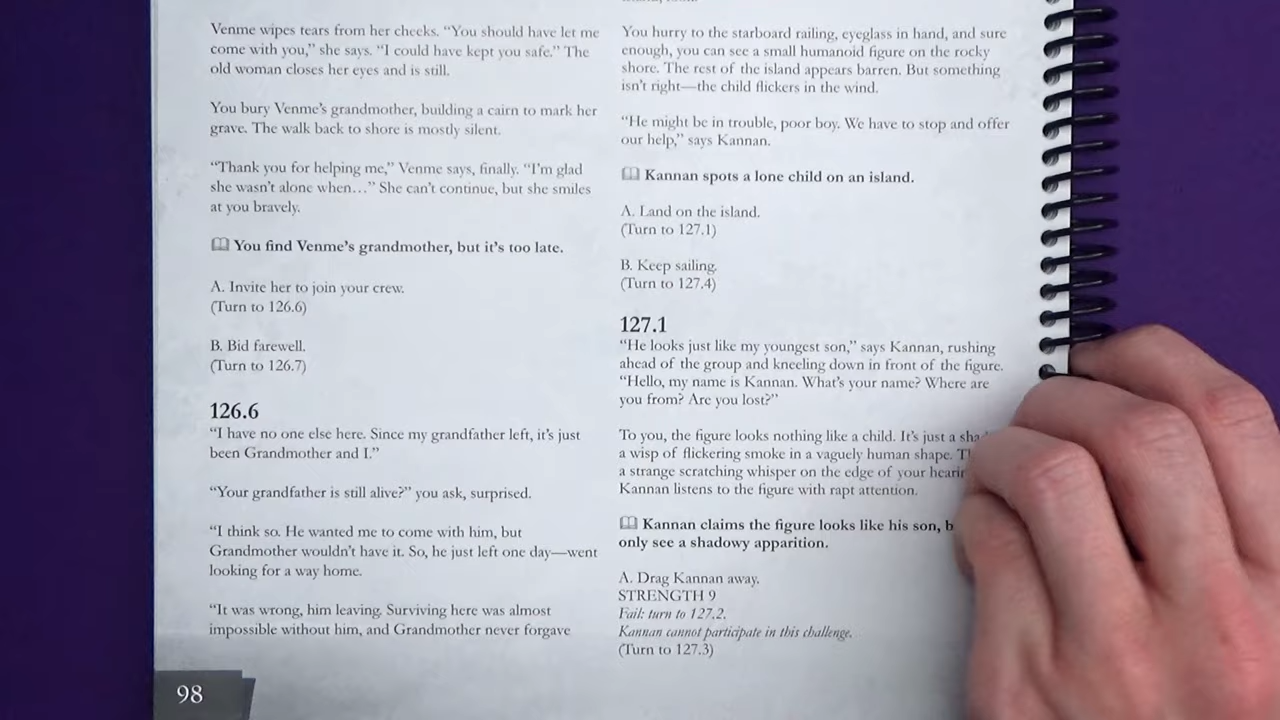 Venme wipes tears from her cheeks. “You should have let me
come with you,” she says. “I could have kept you safe.” The
old woman closes her eyes and is still.
You bury Venme’s grandmother, building a cairn to mark her
grave. The walk back to shore is mostly silent.
“Thank you for helping me,” Venme says, finally. “I’m glad
she wasn’t alone when…” She can’t continue, but she smiles
at you bravely.
You find Venme’s grandmother, but it’s too late.
A. Invite her to join your crew.
(Turn to 126.6)
B. Bid farewell.
(Turn to 126.7)
126.6
“I have no one else here. Since my grandfather left, it’s just
been Grandmother and I.”
“Your grandfather is still alive?” you ask, surprised.
“I think so. He wanted me to come with him, but
Grandmother wouldn’t have it. So, he just left one day—went
looking for a way home.
“It was wrong, him leaving. Surviving here was almost
impossible without him, and Grandmother never forgave
98
You hurry to the starboard railing, eyeglass in hand, and sure
enough, you can see a small humanoid figure on the rocky
shore. The rest of the island appears barren. But something
isn’t right—the child flickers in the wind.
“He might be in trouble, poor boy. We have to stop and offer
our help,” says Kannan.
Kannan spots a lone child on an island.
A. Land on the island.
(Turn to 127.1)
B. Keep sailing.
(Turn to 127.4)
127.1
“He looks just like my youngest son,” says Kannan, rushing
ahead of the group and kneeling down in front of the figure.
“Hello, my name is Kannan. What’s your name? Where are
you from? Are you lost?”
To you, the figure looks nothing like a child. It’s just a
a wisp of flickering smoke in a vaguely human shape.
a strange scratching whisper on the edge of your
Kannan listens to the figure with rapt attention.
Kannan claims the figure looks like his son,
only see a shadowy apparition.
A. Drag Kannan away.
STRENGTH 9
Fail: turn to 127.2.
Kannan cannot participate in this challenge.
(Turn to 127.3)